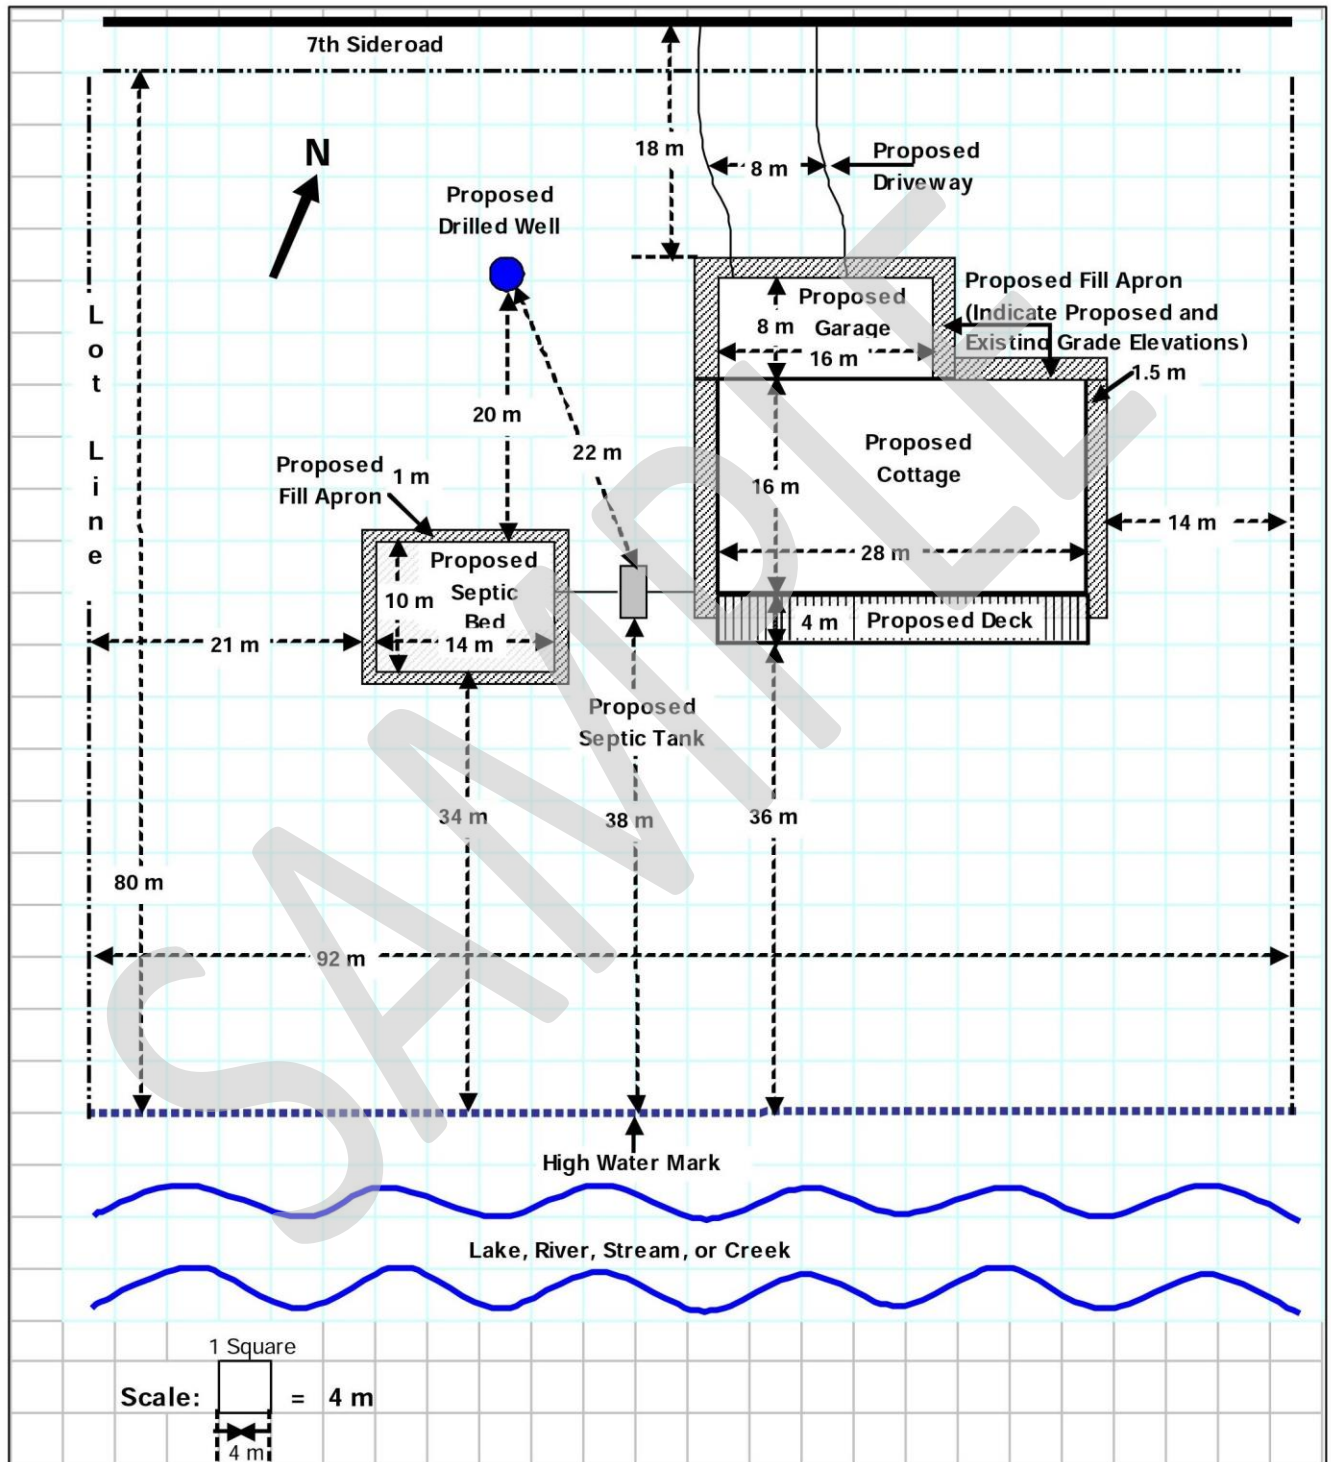 7th Sideroad
N
18 m
8 m
Proposed
Driveway
Proposed
Drilled Well
Proposed Fill Apron
(Indicate Proposed and
Existing Grade Elevations)
1.5 m
Proposed
Garage
8 m
16 m
Lot
Line
20 m
22 m
Proposed
Cottage
16 m
28 m
14 m
Proposed
Fill Apron
1 m
Proposed
Septic
Bed
10 m
14 m
21 m
4 m
Proposed Deck
Proposed
Septic Tank
34 m
38 m
36 m
80 m
92 m
SAMPLE
High Water Mark
Lake, River, Stream, or Creek
1 Square
Scale: = 4 m
4 m